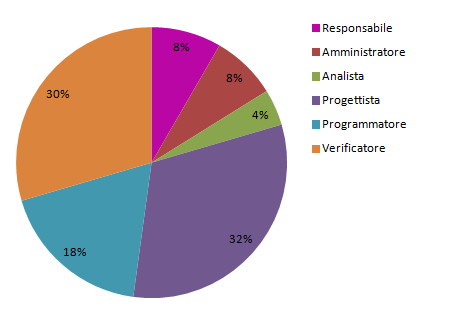 8%
8%
4%
32%
18%
30%
Responsabile
Amministratore
Analista
Progettista
Programmatore
Verificatore